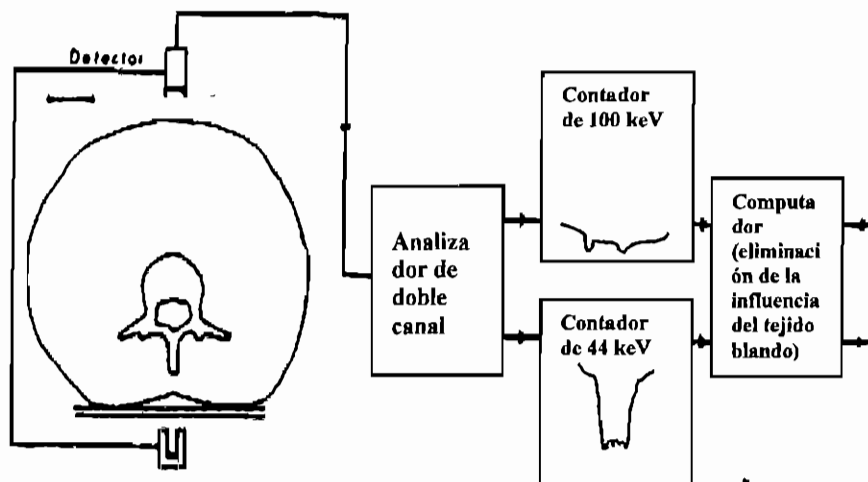 Detector
Contador
de 100 keV
Analiza
dor de
doble
canal
Computa
dor
(eliminaci
ón de la
influencia
del tejido
blando)
Contador
de 44 keV